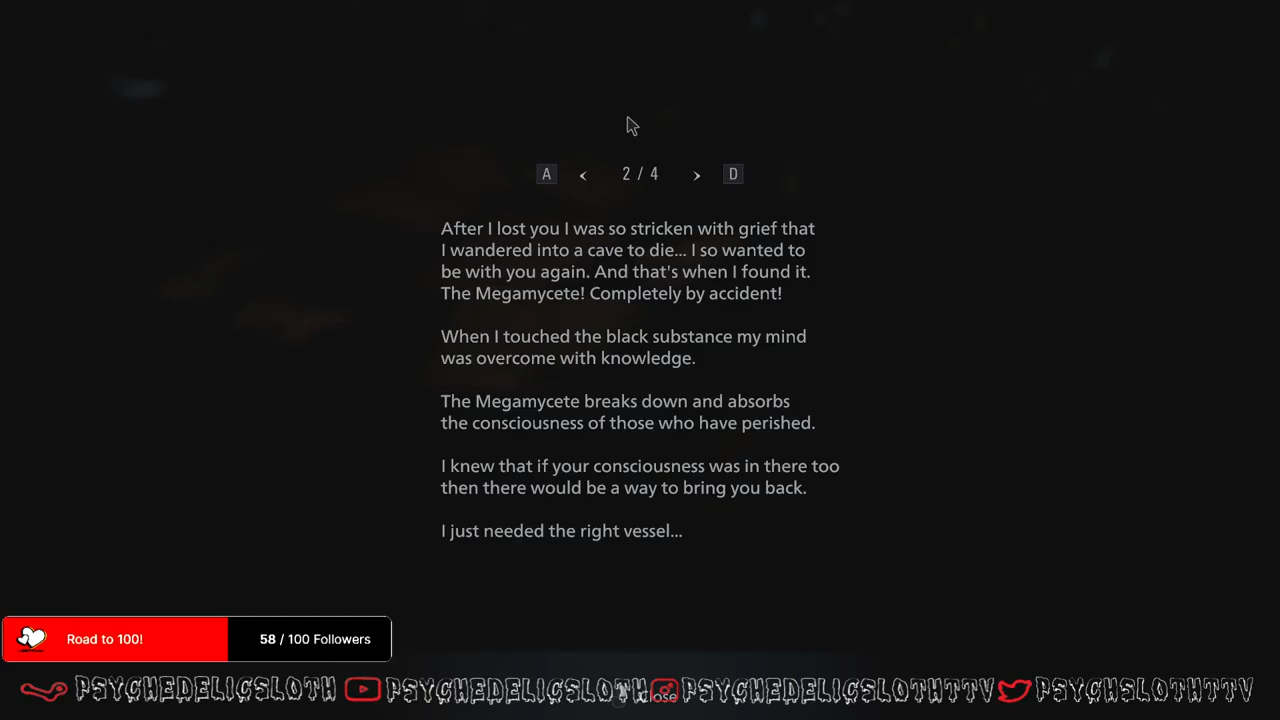 A < 2 / 4 > D
After I lost you I was so stricken with grief that
I wandered into a cave to die... I so wanted to
be with you again. And that's when I found it.
The Megamycete! Completely by accident!
When I touched the black substance my mind
was overcome with knowledge.
The Megamycete breaks down and absorbs
the consciousness of those who have perished.
I knew that if your consciousness was in there too
then there would be a way to bring you back.
I just needed the right vessel...
Road to 100! 58 / 100 Followers
PSYCHEDELICSLOTH PSYCHEDELICSLOTH PSYCHEDELICSLOTHTTV PSYCHSLOTHTTV